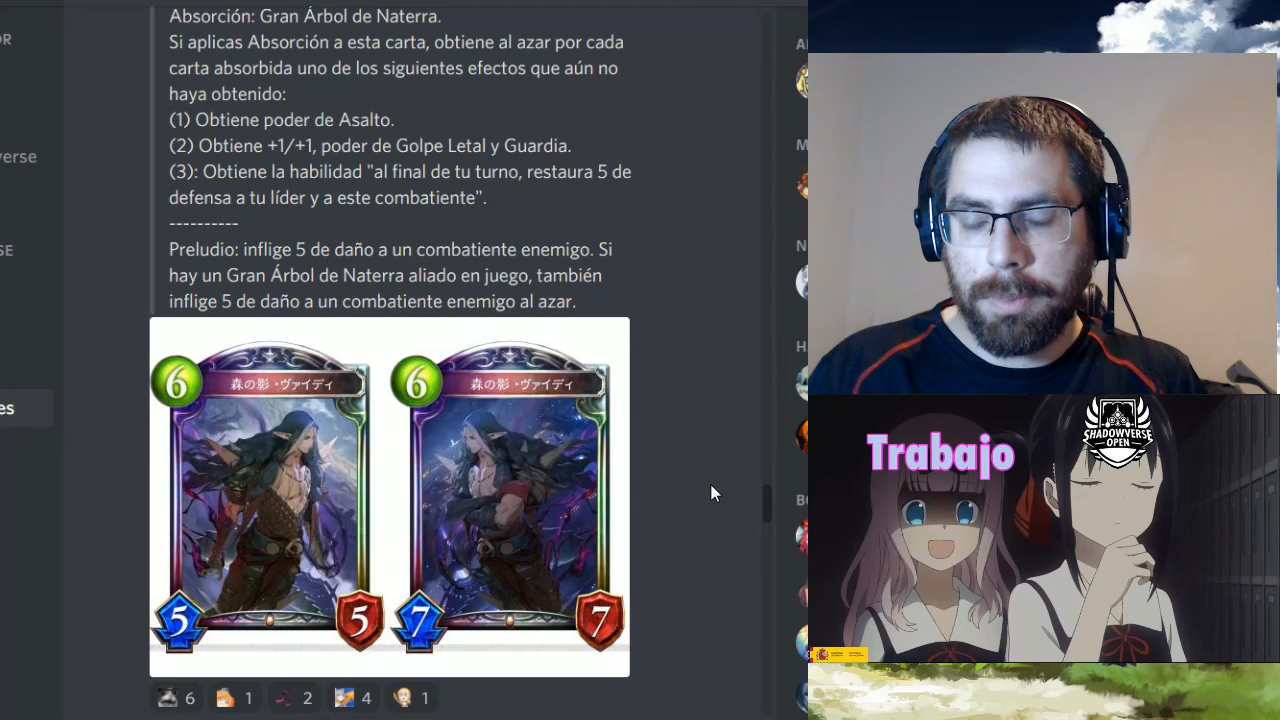 Absorción: Gran Árbol de Naterra.
Si aplicas Absorción a esta carta, obtiene al azar por cada
carta absorbida uno de los siguientes efectos que aún no
haya obtenido:
(1) Obtiene poder de Asalto.
(2) Obtiene +1/+1, poder de Golpe Letal y Guardia.
(3): Obtiene la habilidad "al final de tu turno, restaura 5 de
defensa a tu líder y a este combatiente".
----------
Preludio: inflige 5 de daño a un combatiente enemigo. Si
hay un Gran Árbol de Naterra aliado en juego, también
inflige 5 de daño a un combatiente enemigo al azar.
6 森の影・ヴァイディ
5 5
6 森の影・ヴァイディ
7 7
6 1 2 4 1
OR
verse
SE
es
A
M
N
H
B
Trabajo
SHADOWVERSE
OPEN